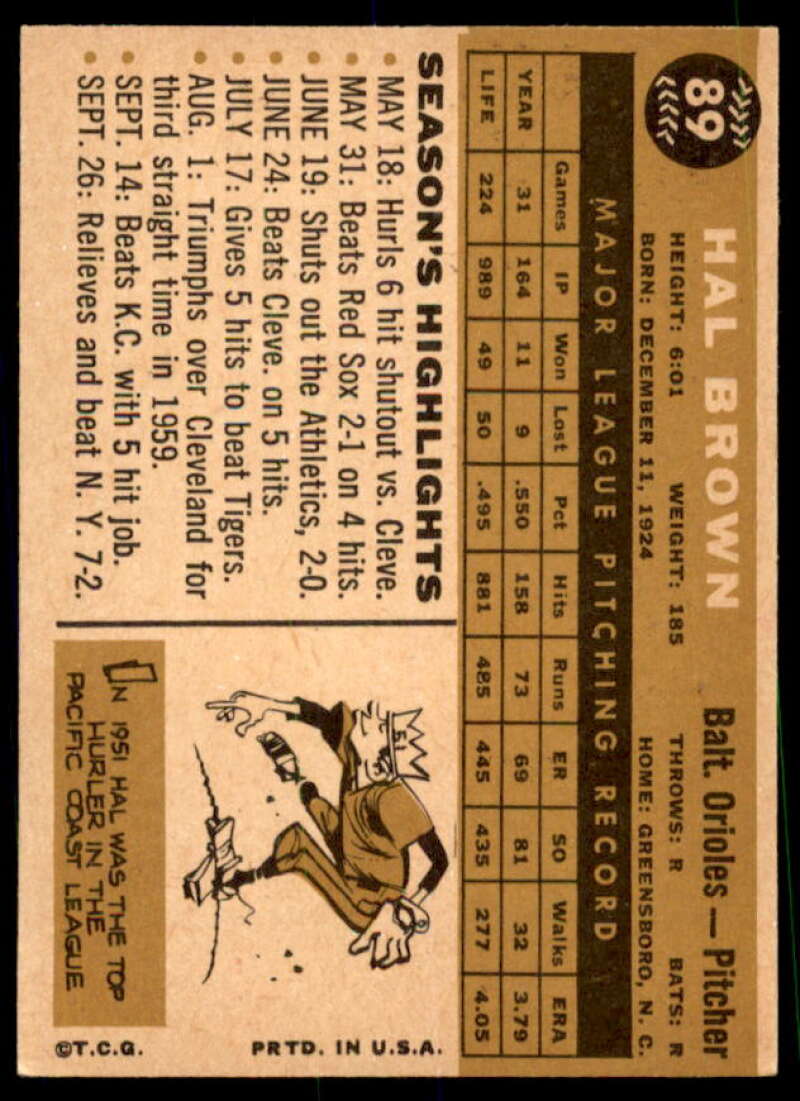 89
HAL BROWN
Balt. Orioles — Pitcher
HEIGHT: 6:01 WEIGHT: 185 THROWS: R BATS: R
BORN: DECEMBER 11, 1924 HOME: GREENSBORO, N. C.
MAJOR LEAGUE PITCHING RECORD
Games IP Won Lost Pct Hits Runs ER SO Walks ERA
YEAR 31 164 11 9 .550 158 73 69 81 32 3.79
LIFE 224 989 49 50 .495 881 485 445 435 277 4.05
SEASON'S HIGHLIGHTS
• MAY 18: Hurls 6 hit shutout vs. Cleve.
• MAY 31: Beats Red Sox 2-1 on 4 hits.
• JUNE 19: Shuts out the Athletics, 2-0.
• JUNE 24: Beats Cleve. on 5 hits.
• JULY 17: Gives 5 hits to beat Tigers.
• AUG. 1: Triumphs over Cleveland for
third straight time in 1959.
• SEPT. 14: Beats K.C. with 5 hit job.
• SEPT. 26: Relieves and beat N. Y. 7-2.
51
IN 1951 HAL WAS THE TOP
HURLER IN THE
PACIFIC COAST LEAGUE
©T.C.G. PRTD. IN U.S.A.